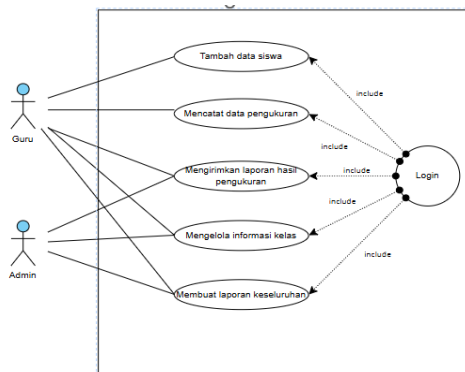 Tambah data siswa
include
Mencatat data pengukuran
Guru
include
Mengirimkan laporan hasil
pengukuran
include
Login
include
Mengelola informasi kelas
Admin
include
Membuat laporan keseluruhan